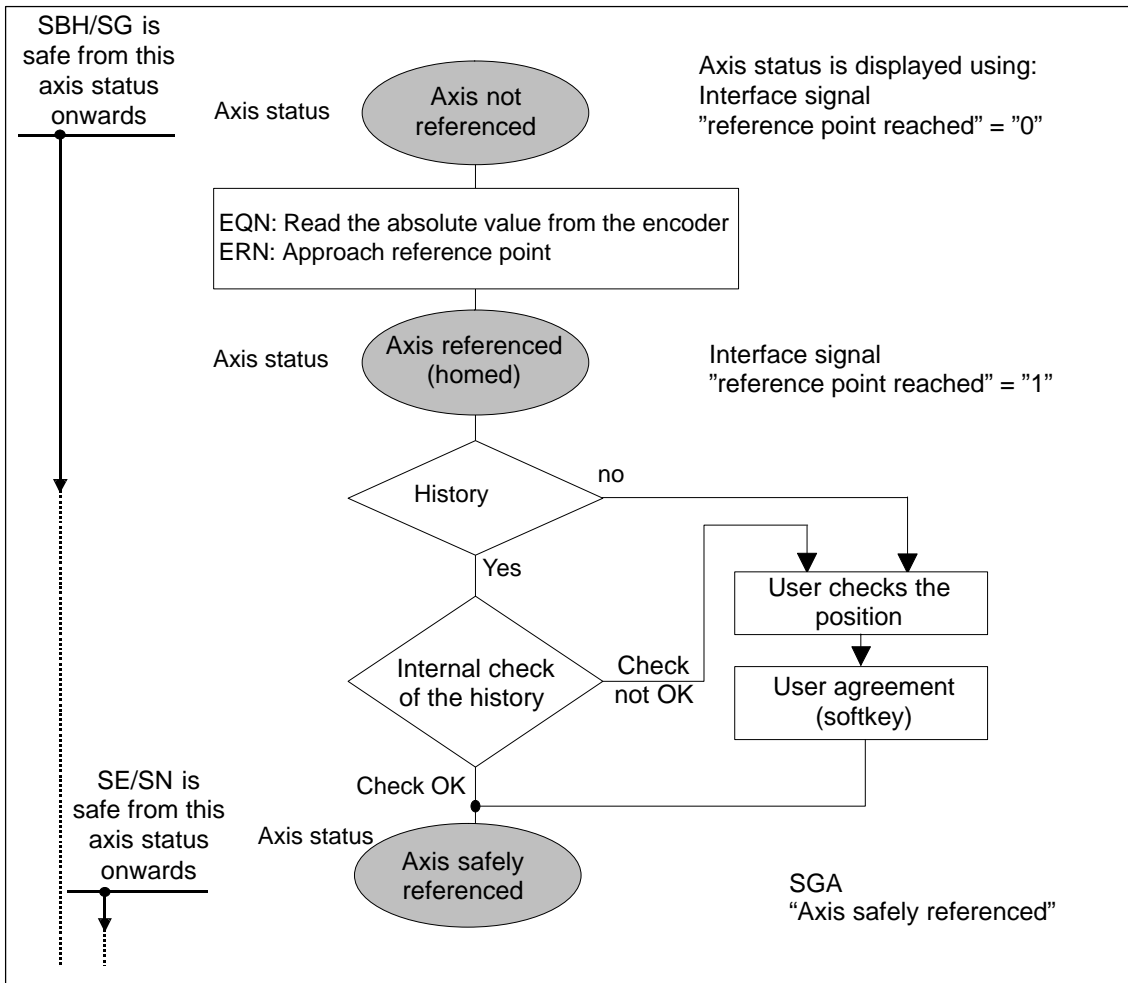 SBH/SG is
safe from this
axis status
onwards
Axis status
Axis not
referenced
Axis status is displayed using:
Interface signal
”reference point reached” = ”0”
EQN: Read the absolute value from the encoder
ERN: Approach reference point
Axis status
Axis referenced
(homed)
Interface signal
”reference point reached” = ”1”
History
no
Yes
User checks the
position
Internal check
of the history
Check
not OK
User agreement
(softkey)
Check OK
SE/SN is
safe from this
axis status
onwards
Axis status
Axis safely
referenced
SGA
“Axis safely referenced”